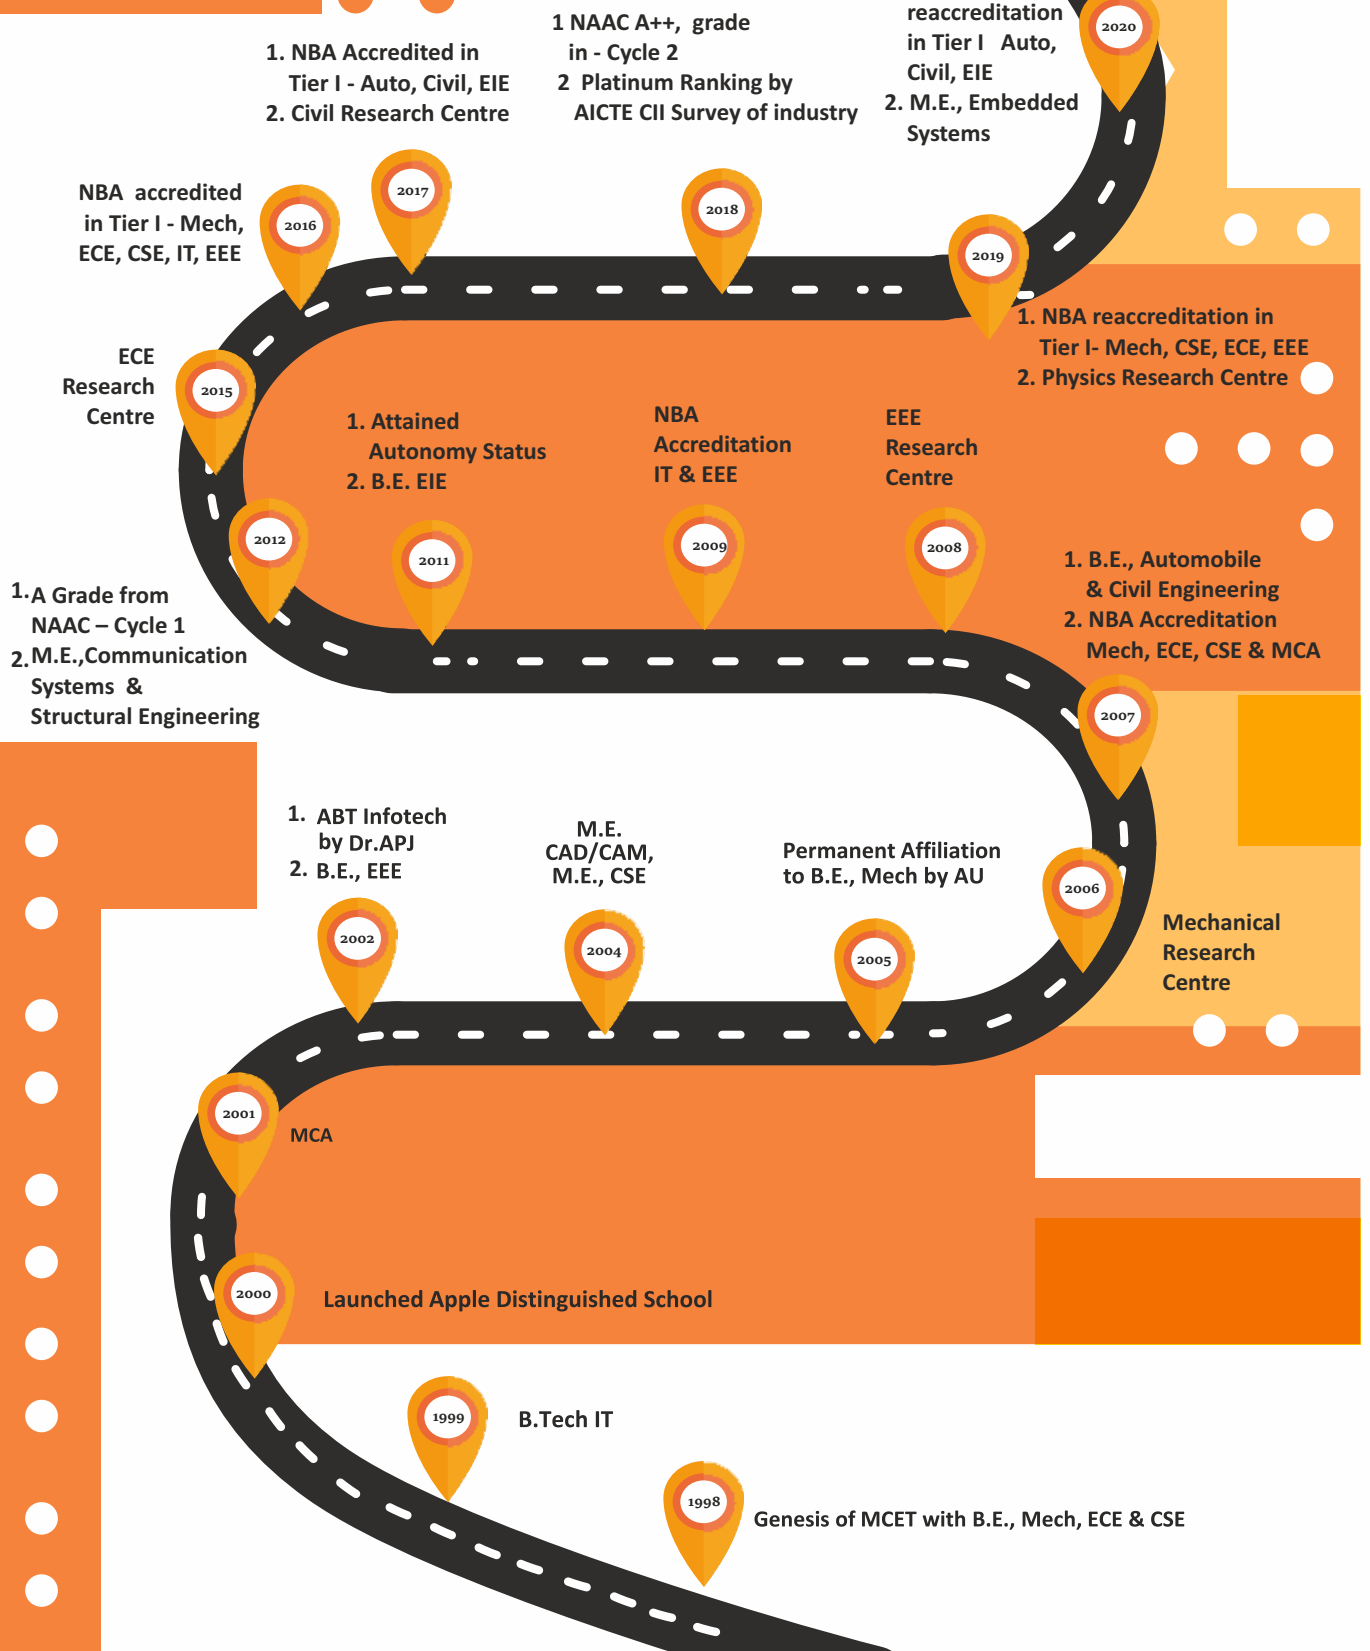 reaccreditation
in Tier I Auto,
Civil, EIE
2. M.E., Embedded
Systems
2020
1 NAAC A++, grade
in - Cycle 2
2 Platinum Ranking by
AICTE CII Survey of industry
2018
1. NBA Accredited in
Tier I - Auto, Civil, EIE
2. Civil Research Centre
2017
NBA accredited
in Tier I - Mech,
ECE, CSE, IT, EEE
2016
2019
1. NBA reaccreditation in
Tier I- Mech, CSE, ECE, EEE
2. Physics Research Centre
ECE
Research
Centre
2015
1. Attained
Autonomy Status
2. B.E. EIE
2011
NBA
Accreditation
IT & EEE
2009
EEE
Research
Centre
2008
2012
1. A Grade from
NAAC – Cycle 1
2. M.E.,Communication
Systems &
Structural Engineering
1. B.E., Automobile
& Civil Engineering
2. NBA Accreditation
Mech, ECE, CSE & MCA
2007
1. ABT Infotech
by Dr.APJ
2. B.E., EEE
2002
M.E.
CAD/CAM,
M.E., CSE
2004
Permanent Affiliation
to B.E., Mech by AU
2005
2006
Mechanical
Research
Centre
2001
MCA
2000
Launched Apple Distinguished School
1999
B.Tech IT
1998
Genesis of MCET with B.E., Mech, ECE & CSE